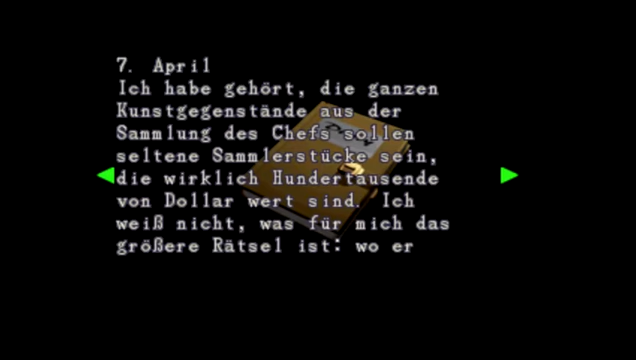 7. April
Ich habe gehört, die ganzen
Kunstgegenstände aus der
Sammlung des Chefs sollen
seltene Sammlerstücke sein,
die wirklich Hundertausende
von Dollar wert sind. Ich
weiß nicht, was für mich das
größere Rätsel ist: wo er